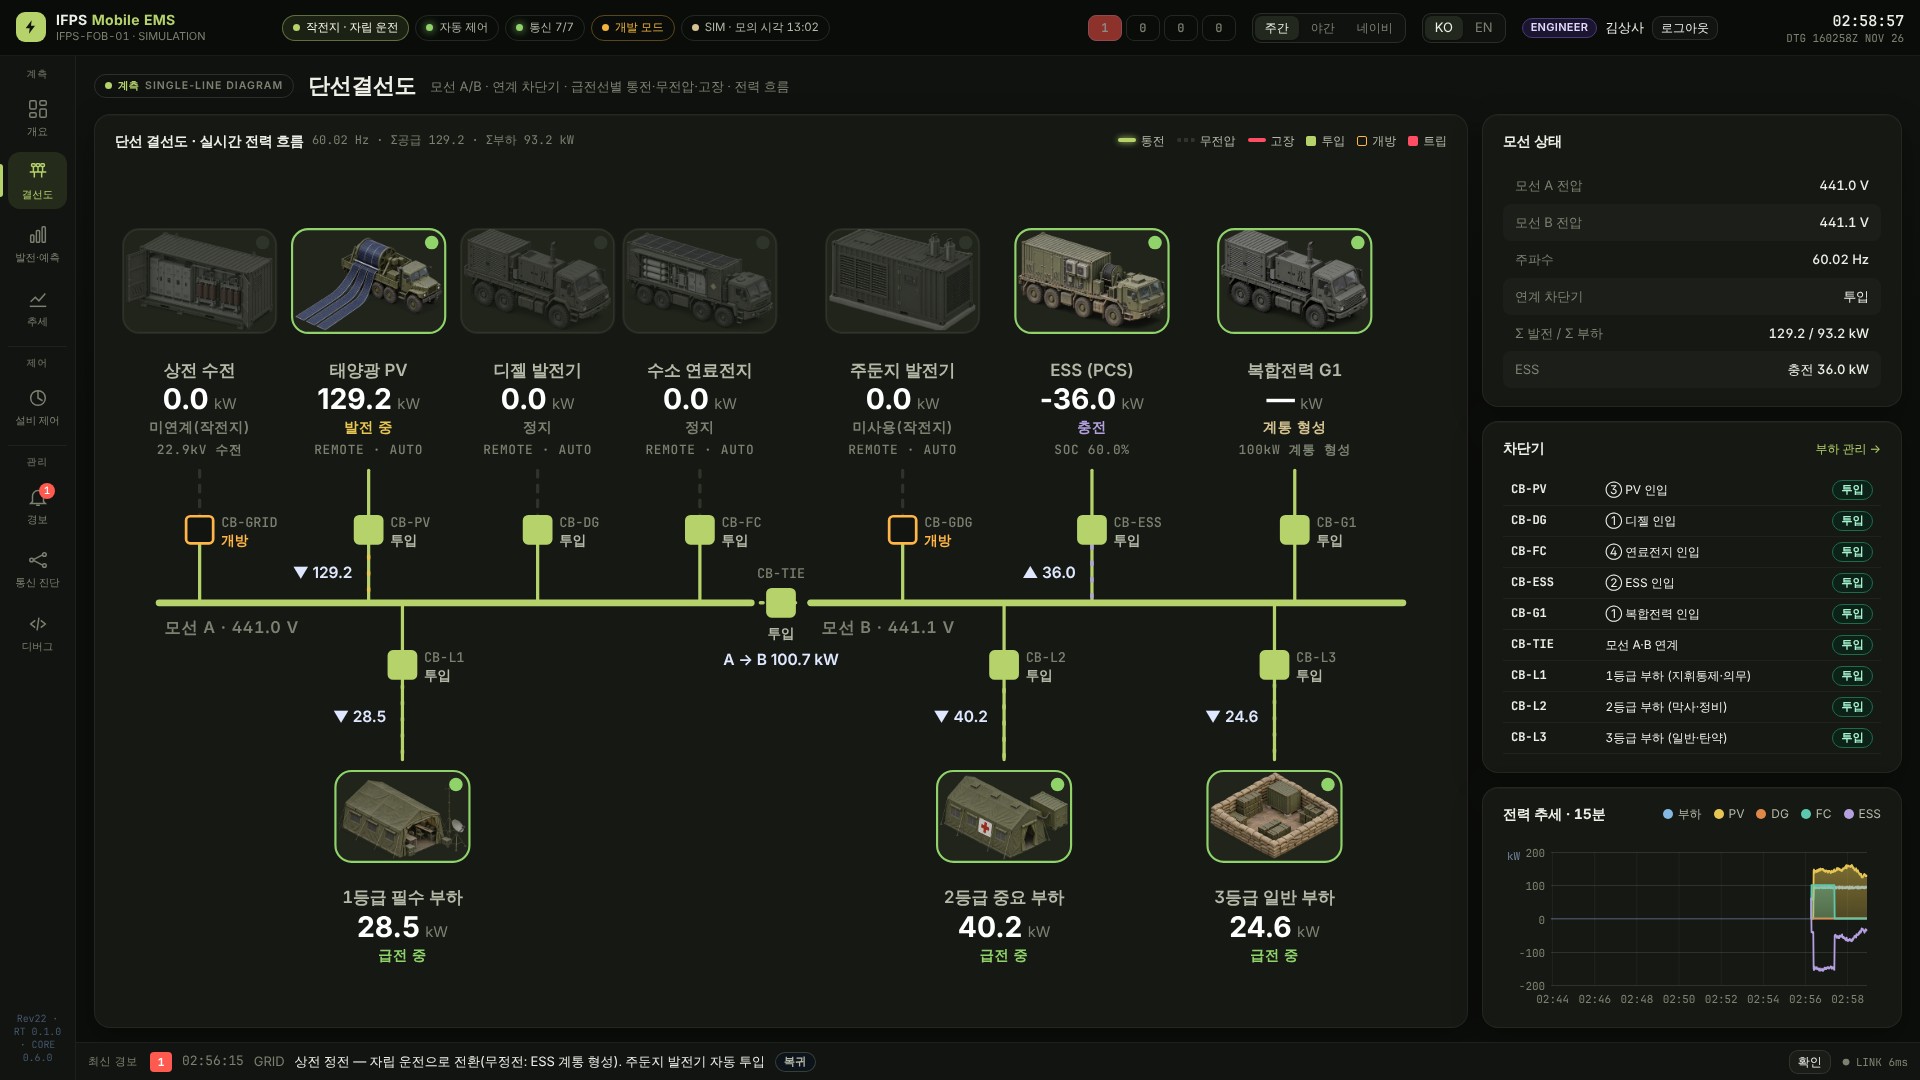 IFPS Mobile EMS
IFPS-FOB-01 · SIMULATION
작전지 · 자립 운전
자동 제어
통신 7/7
개발 모드
SIM · 모의 시각 13:02
1 0 0 0
주간 야간 네이비
KO EN
ENGINEER 김상사 로그아웃
02:58:57
DTG 160258Z NOV 26
계측
개요
결선도
발전·예측
추세
제어
설비 제어
관리
1
경보
통신 진단
디버그
Rev22 ·
RT 0.1.0
· CORE
0.6.0
계측 SINGLE-LINE DIAGRAM
단선결선도
모선 A/B · 연계 차단기 · 급전선별 통전·무전압·고장 · 전력 흐름
단선 결선도 · 실시간 전력 흐름
60.02 Hz · Σ공급 129.2 · Σ부하 93.2 kW
통전 무전압 고장 투입 개방 트립
상전 수전
0.0 kW
미연계(작전지)
22.9kV 수전
태양광 PV
129.2 kW
발전 중
REMOTE · AUTO
디젤 발전기
0.0 kW
정지
REMOTE · AUTO
수소 연료전지
0.0 kW
정지
REMOTE · AUTO
주둔지 발전기
0.0 kW
미사용(작전지)
REMOTE · AUTO
ESS (PCS)
-36.0 kW
충전
SOC 60.0%
복합전력 G1
— kW
계통 형성
100kW 계통 형성
CB-GRID
개방
CB-PV
투입
CB-DG
투입
CB-FC
투입
CB-GDG
개방
CB-ESS
투입
CB-G1
투입
▼ 129.2
▲ 36.0
CB-TIE
투입
A → B 100.7 kW
모선 A · 441.0 V
모선 B · 441.1 V
CB-L1
투입
CB-L2
투입
CB-L3
투입
▼ 28.5
▼ 40.2
▼ 24.6
1등급 필수 부하
28.5 kW
급전 중
2등급 중요 부하
40.2 kW
급전 중
3등급 일반 부하
24.6 kW
급전 중
모선 상태
모선 A 전압 441.0 V
모선 B 전압 441.1 V
주파수 60.02 Hz
연계 차단기 투입
Σ 발전 / Σ 부하 129.2 / 93.2 kW
ESS 충전 36.0 kW
차단기 부하 관리 →
CB-PV ③ PV 인입 투입
CB-DG ① 디젤 인입 투입
CB-FC ④ 연료전지 인입 투입
CB-ESS ② ESS 인입 투입
CB-G1 ① 복합전력 인입 투입
CB-TIE 모선 A·B 연계 투입
CB-L1 1등급 부하 (지휘통제·의무) 투입
CB-L2 2등급 부하 (막사·정비) 투입
CB-L3 3등급 부하 (일반·탄약) 투입
전력 추세 · 15분
부하 PV DG FC ESS
kW
200
100
0
-100
-200
02:44 02:46 02:48 02:50 02:52 02:54 02:56 02:58
최신 경보 1 02:56:15 GRID 상전 정전 — 자립 운전으로 전환(무정전: ESS 계통 형성). 주둔지 발전기 자동 투입 복귀
확인 LINK 6ms